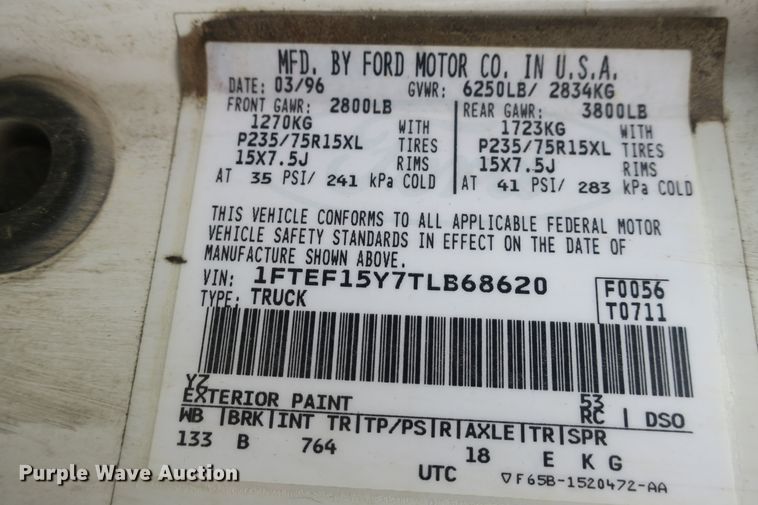 MFD. BY FORD MOTOR CO. IN U.S.A.
DATE: 03/96 GVWR: 6250LB/ 2834KG
FRONT GAWR: 2800LB REAR GAWR: 3800LB
1270KG WITH 1723KG WITH
P235/75R15XL TIRES P235/75R15XL TIRES
15X7.5J RIMS 15X7.5J RIMS
AT 35 PSI/ 241 kPa COLD AT 41 PSI/ 283 kPa COLD
THIS VEHICLE CONFORMS TO ALL APPLICABLE FEDERAL MOTOR
VEHICLE SAFETY STANDARDS IN EFFECT ON THE DATE OF
MANUFACTURE SHOWN ABOVE.
VIN: 1FTEF15Y7TLB68620 F0056
TYPE: TRUCK T0711
YZ 53
EXTERIOR PAINT RC DSO
WB BRK INT TR TP/PS R AXLE TR SPR
133 B 764 18 E K G
UTC ▽F65B-1520472-AA
Purple Wave Auction